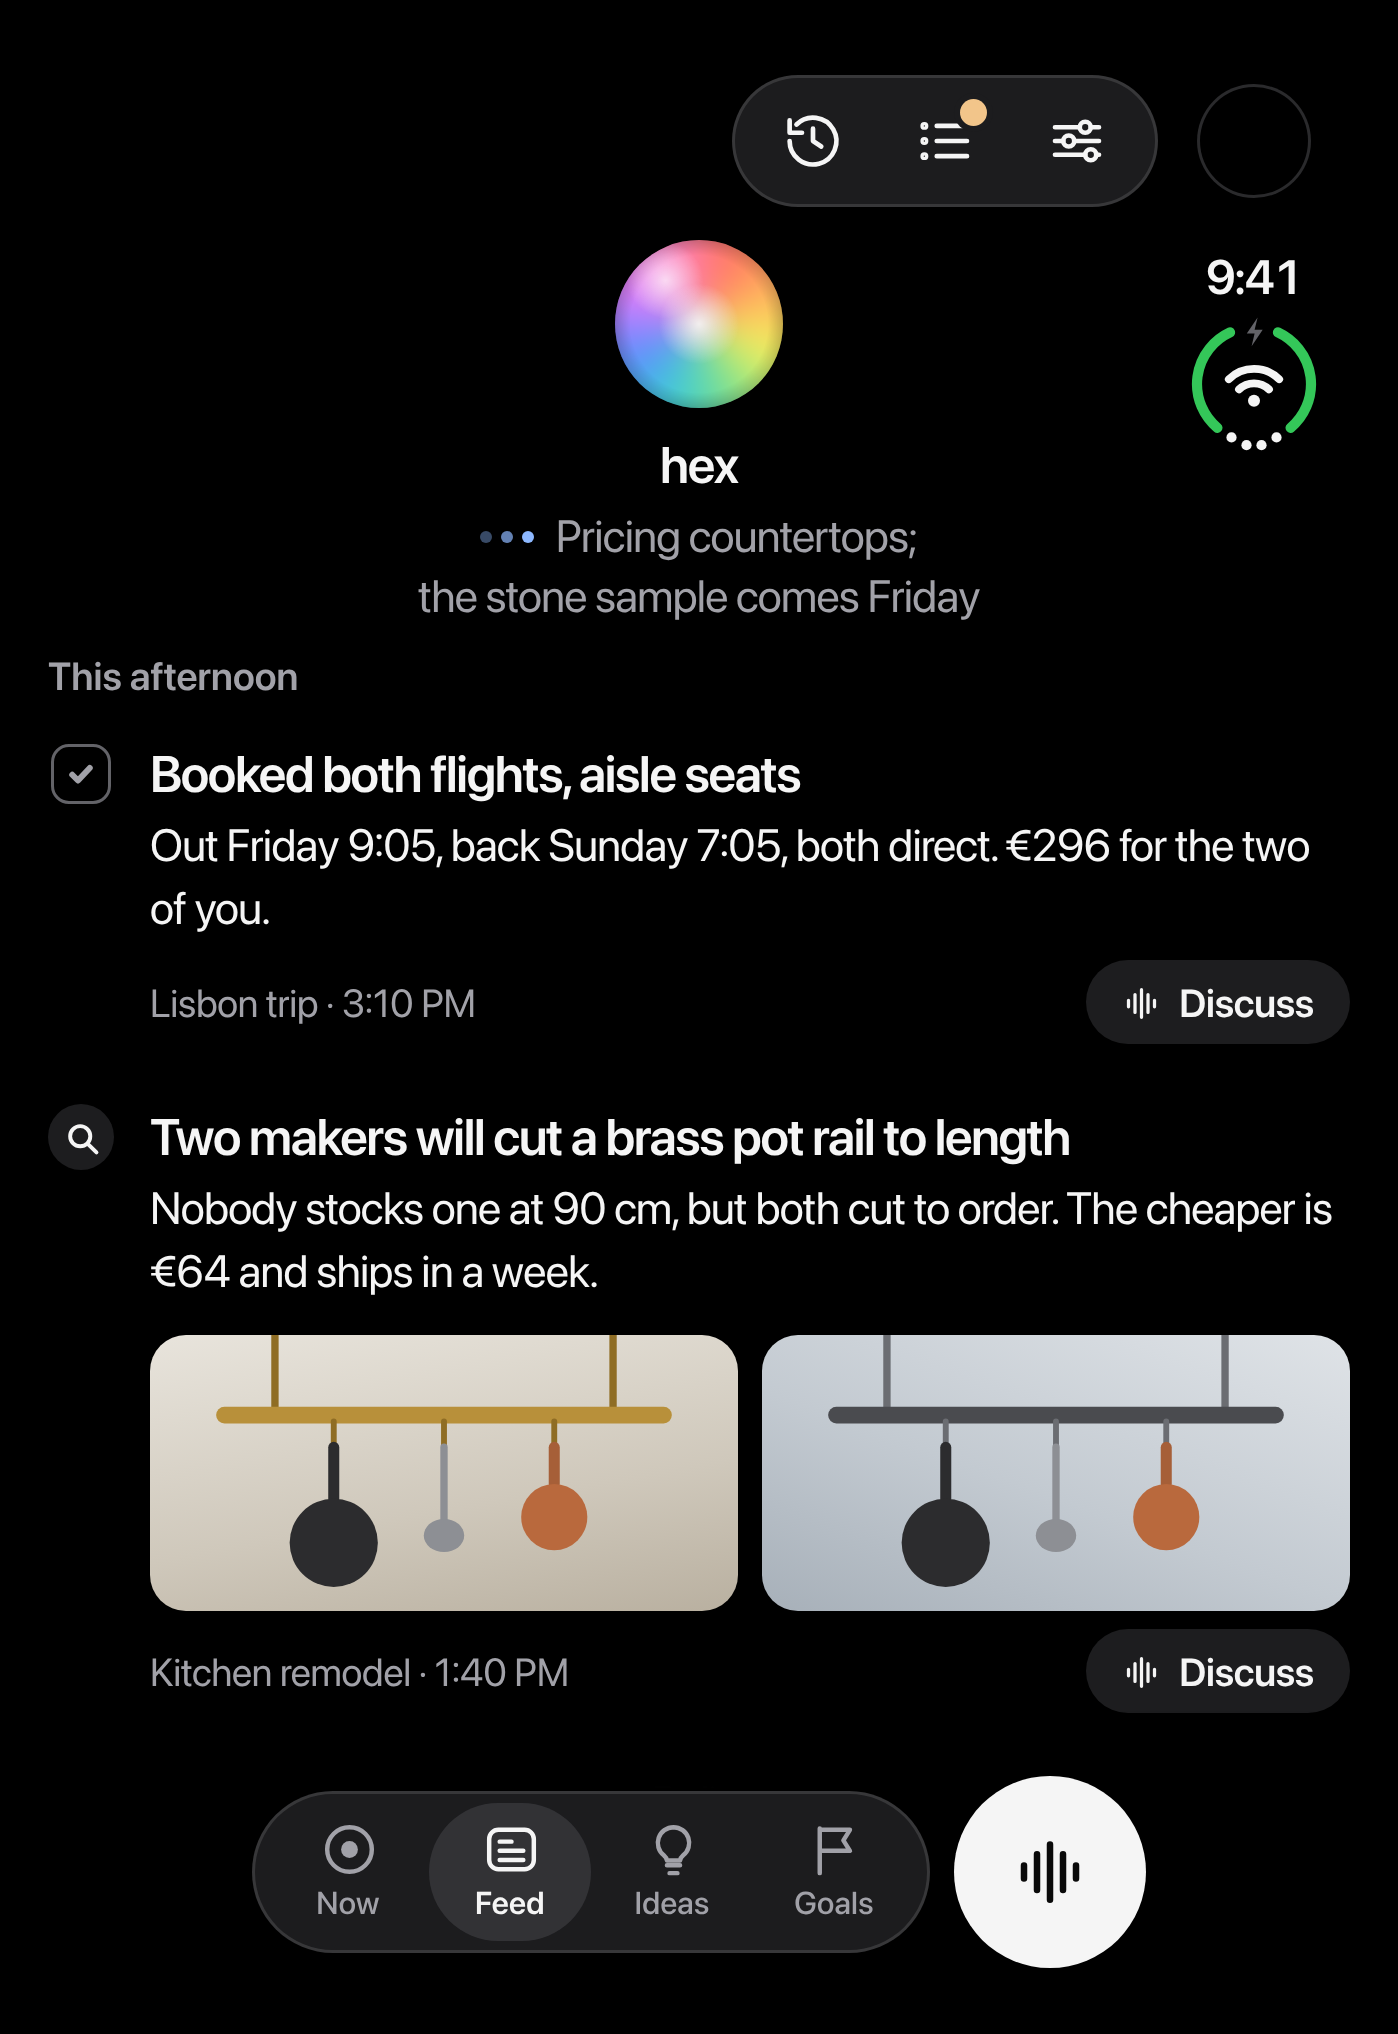 9:41
hex
Pricing countertops;
the stone sample comes Friday
This afternoon
Booked both flights, aisle seats
Out Friday 9:05, back Sunday 7:05, both direct. €296 for the two
of you.
Lisbon trip · 3:10 PM
Discuss
Two makers will cut a brass pot rail to length
Nobody stocks one at 90 cm, but both cut to order. The cheaper is
€64 and ships in a week.
Kitchen remodel · 1:40 PM
Discuss
Now
Feed
Ideas
Goals